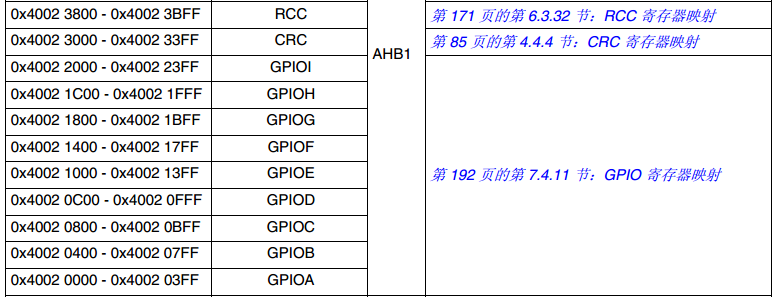 0x4002 3800 - 0x4002 3BFF RCC 第 171 页的第 6.3.32 节：RCC 寄存器映射
0x4002 3000 - 0x4002 33FF CRC 第 85 页的第 4.4.4 节：CRC 寄存器映射
AHB1
0x4002 2000 - 0x4002 23FF GPIOI
0x4002 1C00 - 0x4002 1FFF GPIOH
0x4002 1800 - 0x4002 1BFF GPIOG
0x4002 1400 - 0x4002 17FF GPIOF
0x4002 1000 - 0x4002 13FF GPIOE 第 192 页的第 7.4.11 节：GPIO 寄存器映射
0x4002 0C00 - 0x4002 0FFF GPIOD
0x4002 0800 - 0x4002 0BFF GPIOC
0x4002 0400 - 0x4002 07FF GPIOB
0x4002 0000 - 0x4002 03FF GPIOA